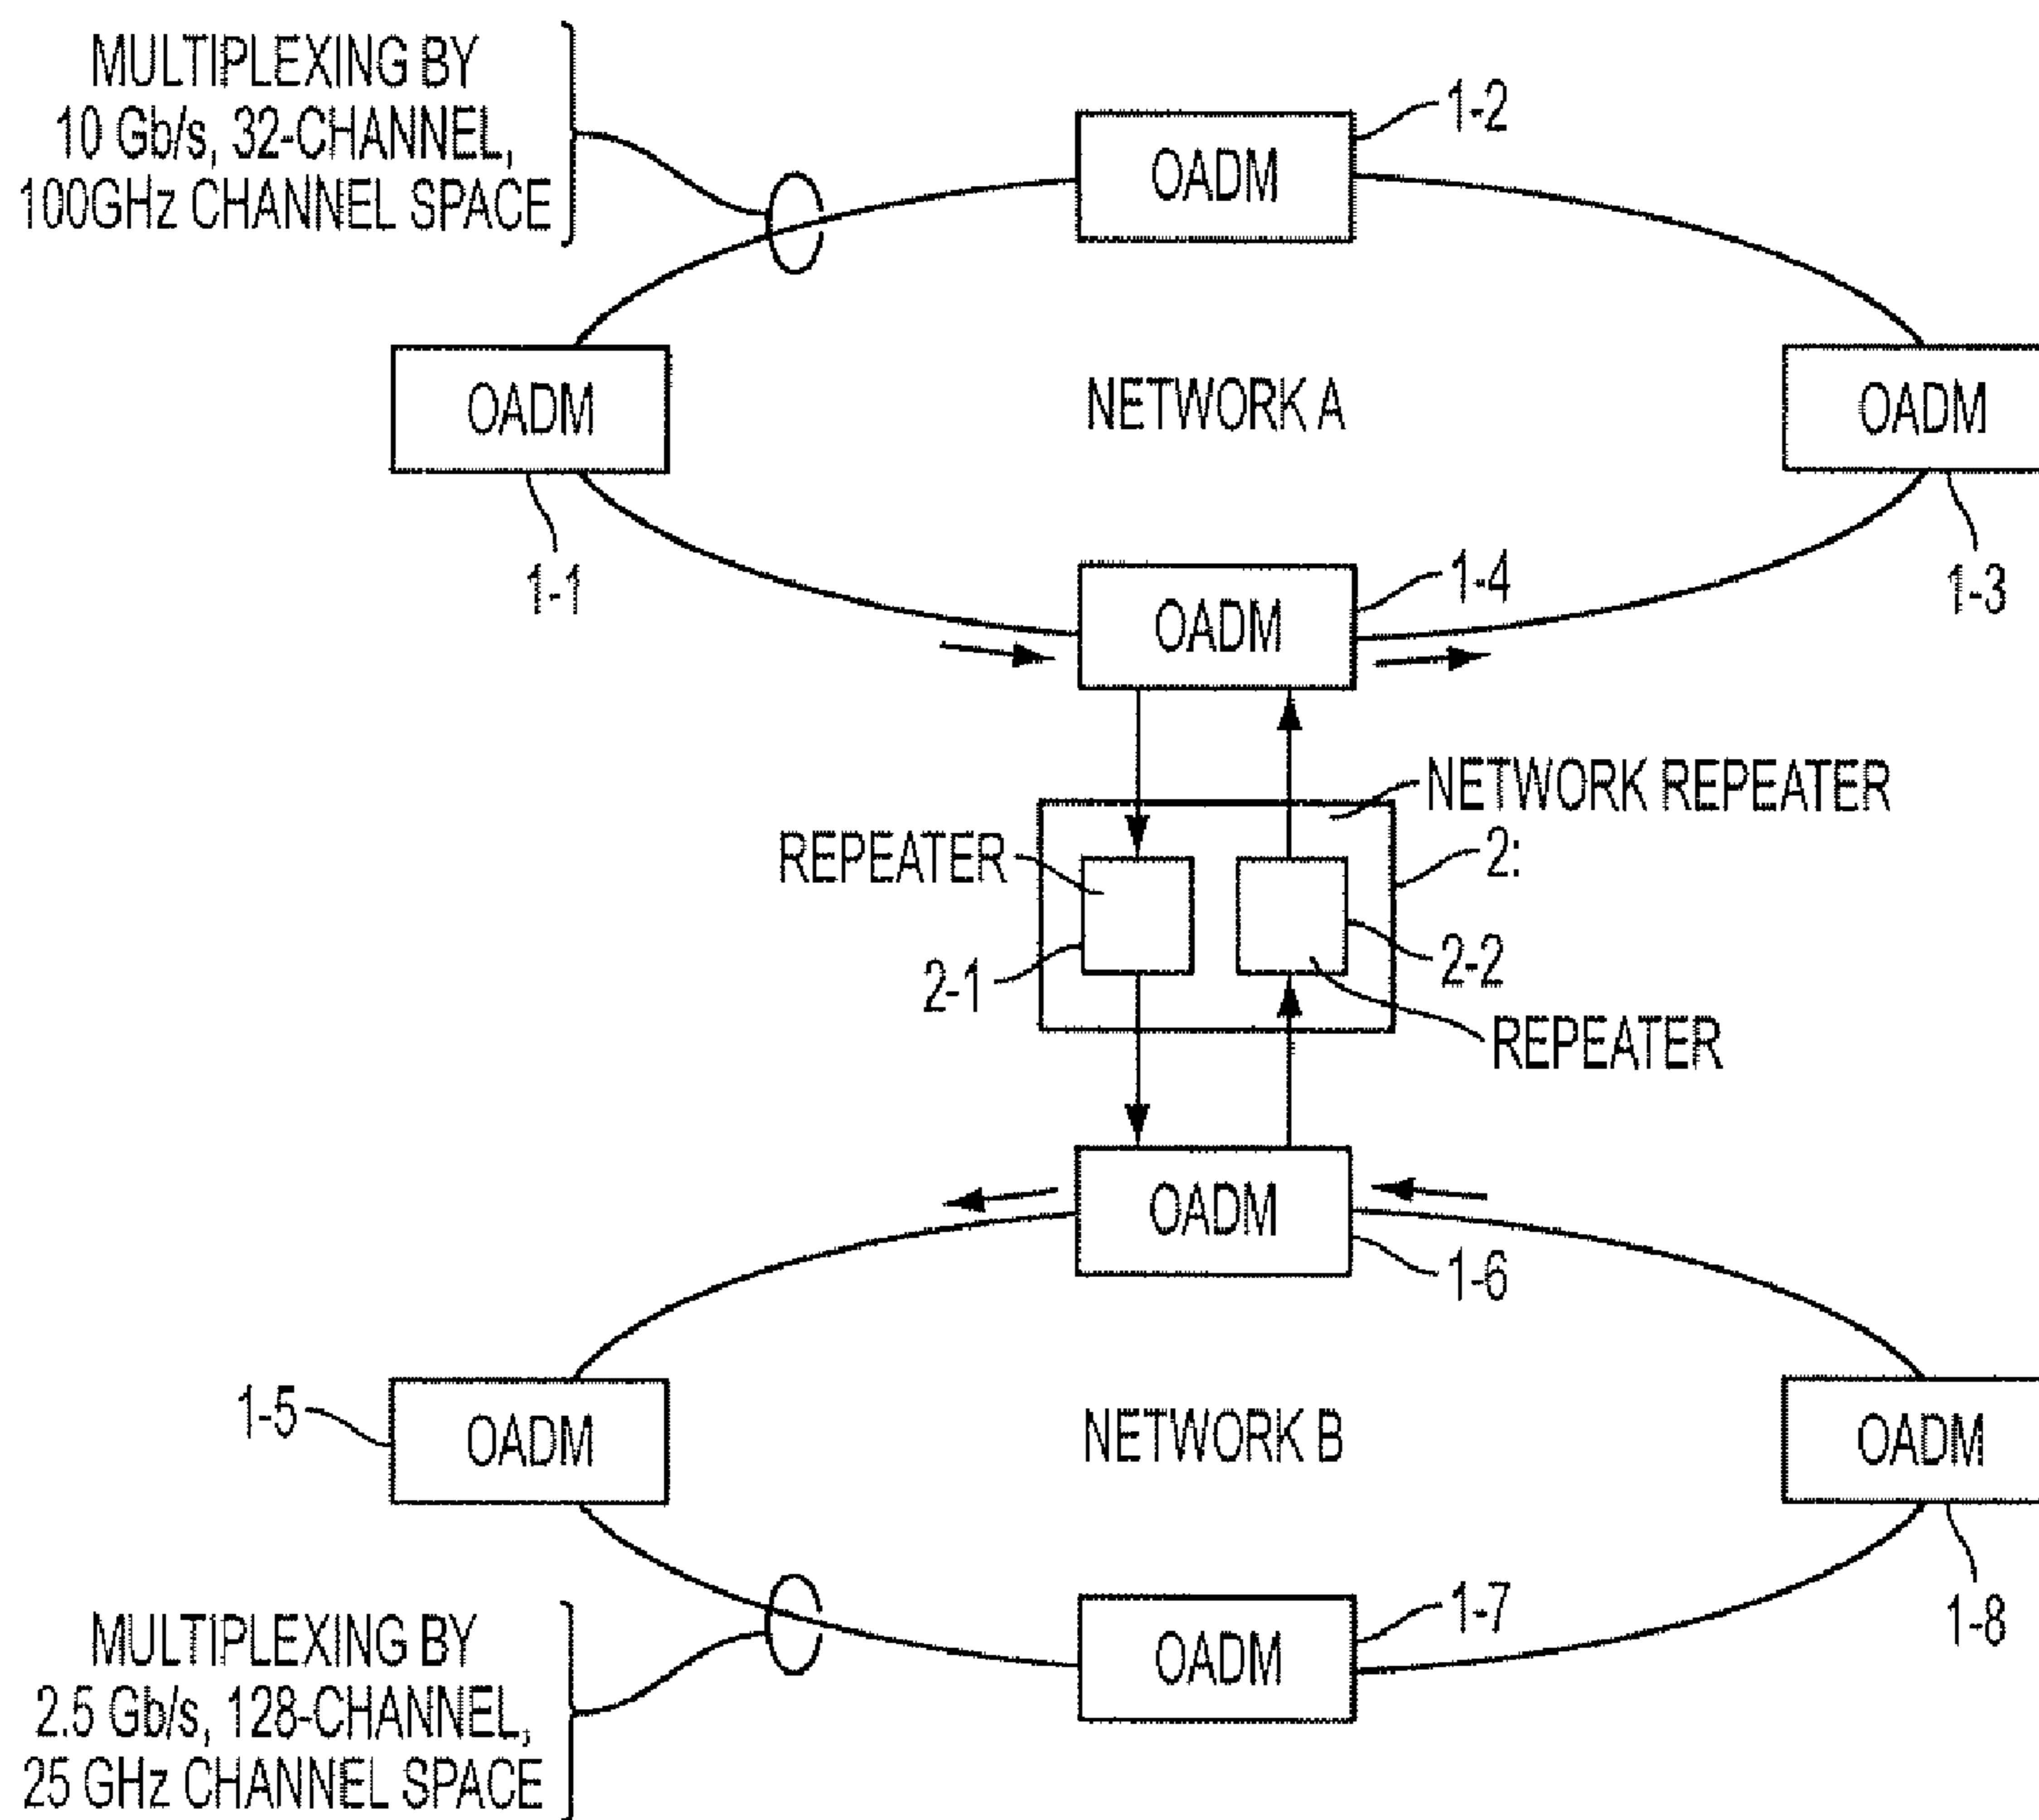 MULTIPLEXING BY
10 Gb/s, 32-CHANNEL,
100GHz CHANNEL SPACE
OADM
1-2
OADM
1-1
NETWORK A
OADM
1-3
OADM
1-4
NETWORK REPEATER
2:
REPEATER
2-1
2-2
REPEATER
OADM
1-6
1-5
OADM
NETWORK B
OADM
1-8
OADM
1-7
MULTIPLEXING BY
2.5 Gb/s, 128-CHANNEL,
25 GHz CHANNEL SPACE